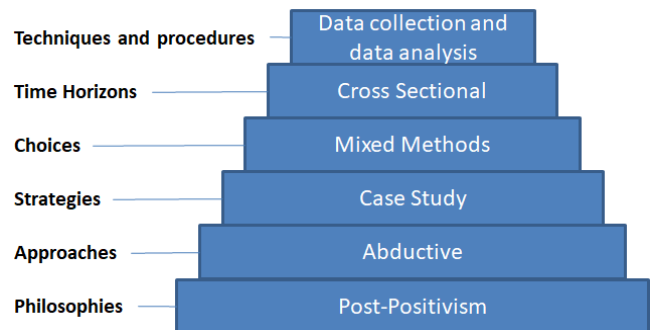 Techniques and procedures
Data collection and
data analysis
Time Horizons
Cross Sectional
Choices
Mixed Methods
Strategies
Case Study
Approaches
Abductive
Philosophies
Post-Positivism